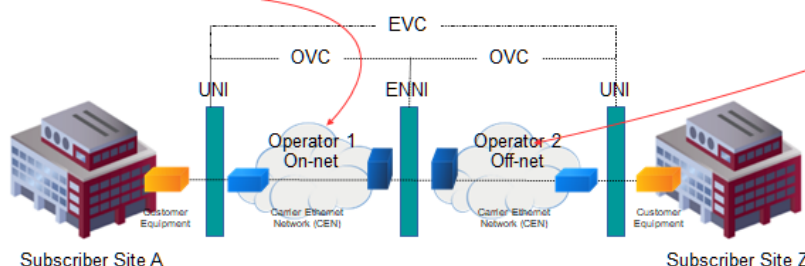 EVC
OVC
OVC
UNI
ENNI
UNI
Operator 1
On-net
Operator 2
Off-net
Customer
Equipment
Carrier Ethernet
Network (CEN)
Carrier Ethernet
Network (CEN)
Customer
Equipment
Subscriber Site A
Subscriber Site Z